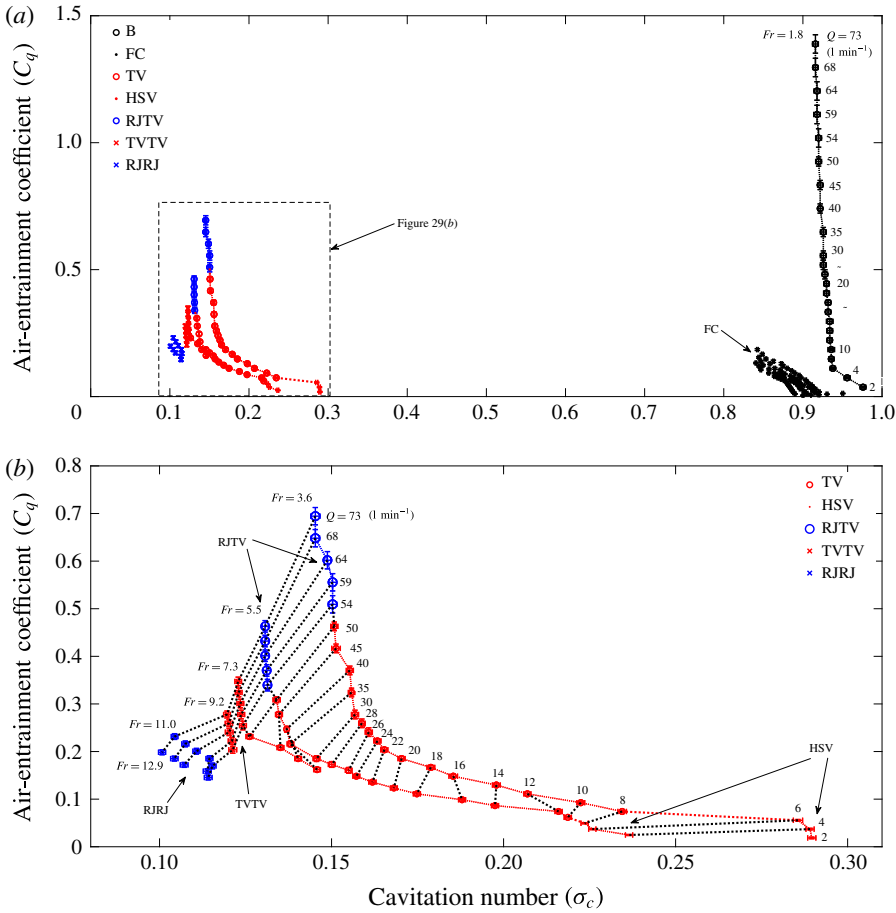 (a)
1.5
1.0
0.5
0
0.1
0.2
0.3
0.4
0.5
0.6
0.7
0.8
0.9
1.0
Air-entrainment coefficient (Cq)
B
FC
TV
HSV
RJTV
TVTV
RJRJ
Figure 29(b)
FC
Fr = 1.8
Q = 73
(1 min−1)
68
64
59
54
50
45
40
35
30
-
20
-
10
4
2
(b)
0.8
0.7
0.6
0.5
0.4
0.3
0.2
0.1
0
0.10
0.15
0.20
0.25
0.30
Air-entrainment coefficient (Cq)
Cavitation number (σc)
TV
HSV
RJTV
TVTV
RJRJ
Fr = 3.6
Q = 73 (1 min−1)
68
64
59
54
50
45
40
35
30
28
26
24
22
20
18
16
14
12
10
8
6
4
2
RJTV
Fr = 5.5
Fr = 7.3
Fr = 9.2
Fr = 11.0
Fr = 12.9
RJRJ
TVTV
HSV